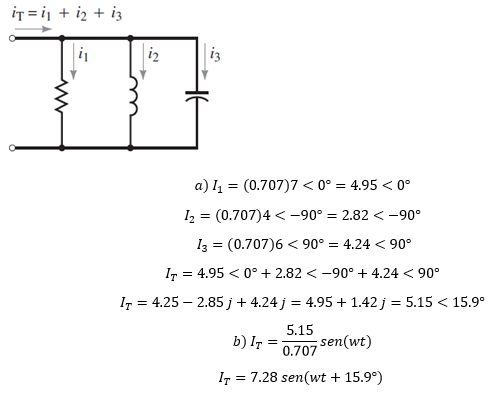 iT = i1 + i2 + i3
i1
i2
i3
a) I1 = (0.707)7 < 0° = 4.95 < 0°
I2 = (0.707)4 < −90° = 2.82 < −90°
I3 = (0.707)6 < 90° = 4.24 < 90°
IT = 4.95 < 0° + 2.82 < −90° + 4.24 < 90°
IT = 4.25 − 2.85 j + 4.24 j = 4.95 + 1.42 j = 5.15 < 15.9°
b) IT = 5.15/0.707 sen(wt)
IT = 7.28 sen(wt + 15.9°)